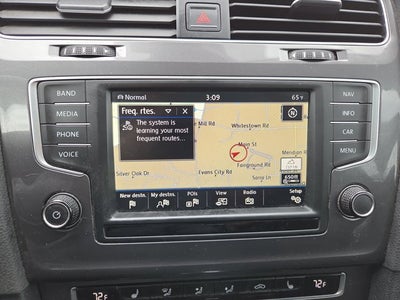 BAND
MEDIA
PHONE
VOICE
Normal 3:09 65°F
Freq. rtes. X
The system is
learning your most
frequent routes...
Mill Rd
Whitestown Rd
Main St
Meridian R
Fairground Rd
Silver Oak Dr
Evans City Rd
N
650ft
New destn.
My destns.
POIs
View
Radio
Setup
NAV
INFO
CAR
MENU
72°F
72°F